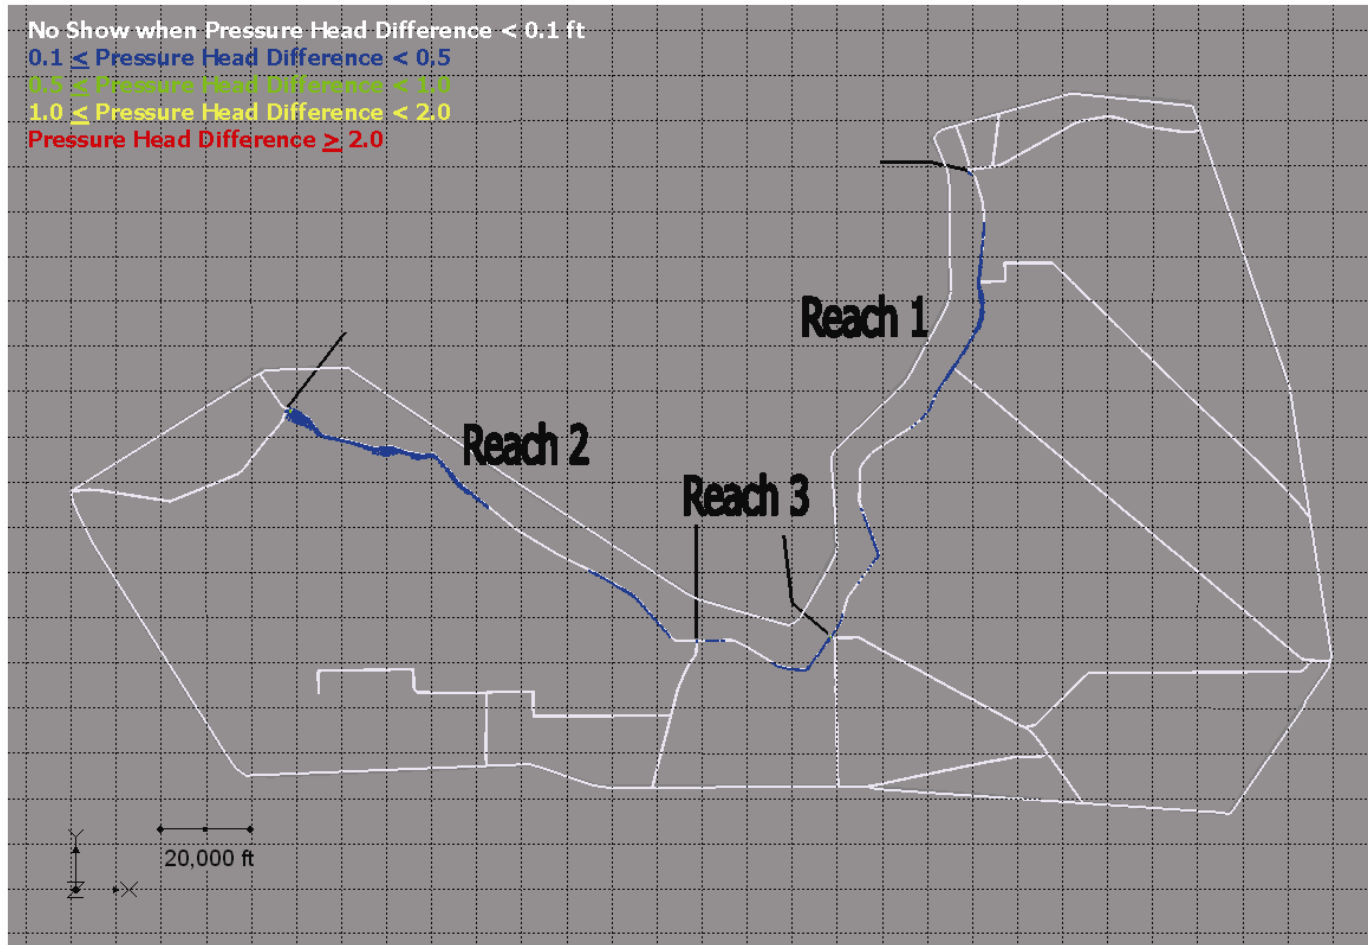 No Show when Pressure Head Difference < 0.1 ft
0.1 ≤ Pressure Head Difference < 0.5
0.5 ≤ Pressure Head Difference < 1.0
1.0 ≤ Pressure Head Difference < 2.0
Pressure Head Difference ≥ 2.0
Reach 1
Reach 2
Reach 3
Y
20,000 ft
Z X